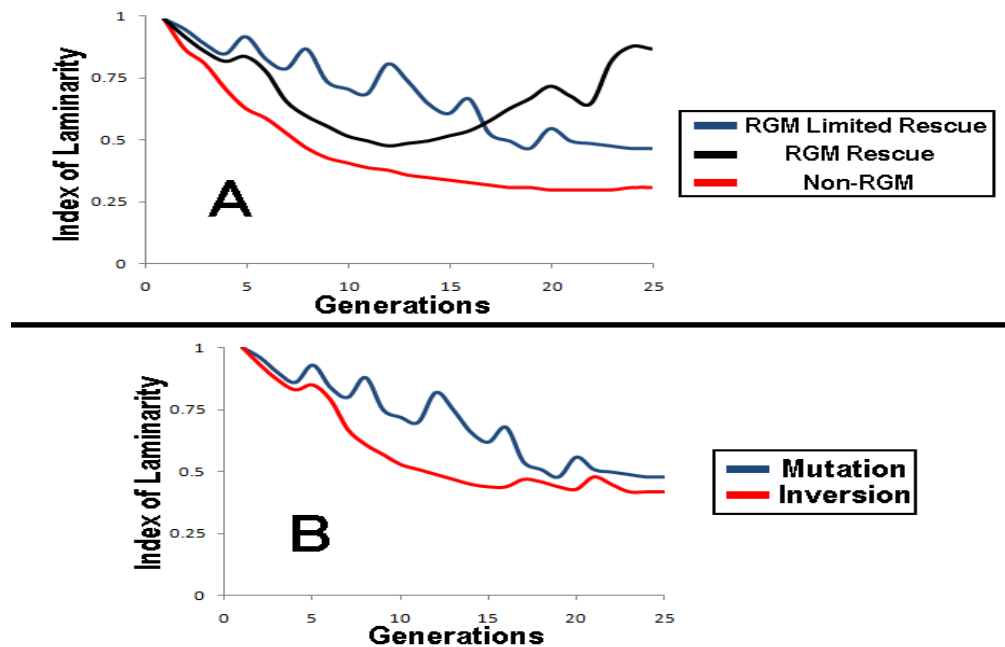 1
0.75
0.5
0.25
0
0 5 10 15 20 25
Index of Laminarity
Generations
A
RGM Limited Rescue
RGM Rescue
Non-RGM
1
0.75
0.5
0.25
0
0 5 10 15 20 25
Index of Laminarity
Generations
B
Mutation
Inversion